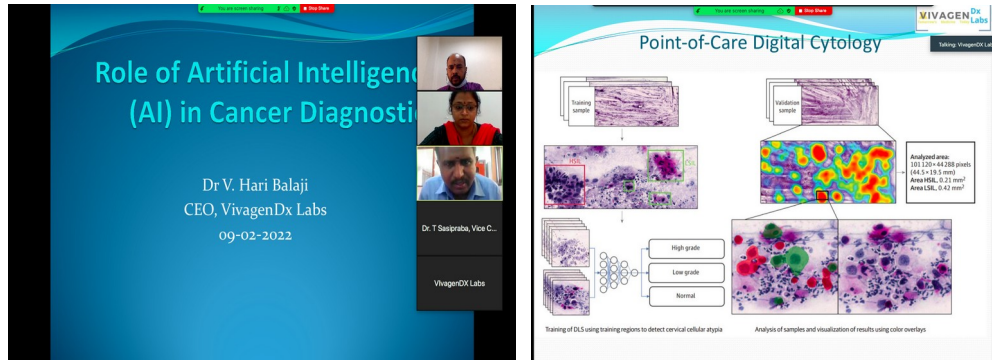 You are screen sharing
Stop Share
Role of Artificial Intelligenc
(AI) in Cancer Diagnosti
Dr V. Hari Balaji
CEO, VivagenDx Labs
09-02-2022
Dr. T Sasipraba, Vice C...
VivagenDX Labs
You are screen sharing
Stop Share
VIVAGEN Dx
Labs
Talking: VivagenDX Lab
Point-of-Care Digital Cytology
Training
sample
Validation
sample
HSIL
Analyzed area:
101 120 × 44 288 pixels
(44.5 × 19.5 mm)
Area HSIL, 0.21 mm²
Area LSIL, 0.42 mm²
High grade
Low grade
Normal
Training of DLS using training regions to detect cervical cellular atypia
Analysis of samples and visualization of results using color overlays